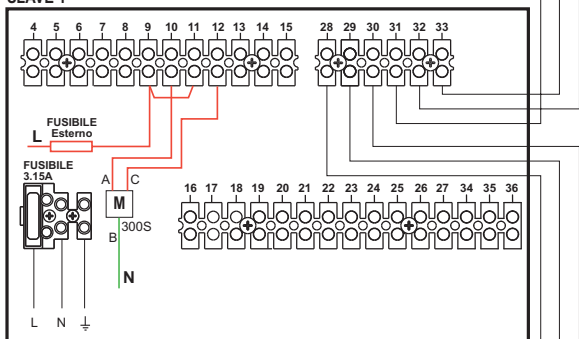 SLAVE 1
4 5 6 7 8 9 10 11 12 13 14 15
28 29 30 31 32 33
FUSIBILE
Esterno
L
FUSIBILE
3.15A
A C
M
300S
B
N
16 17 18 19 20 21 22 23 24 25 26 27 34 35 36
L N